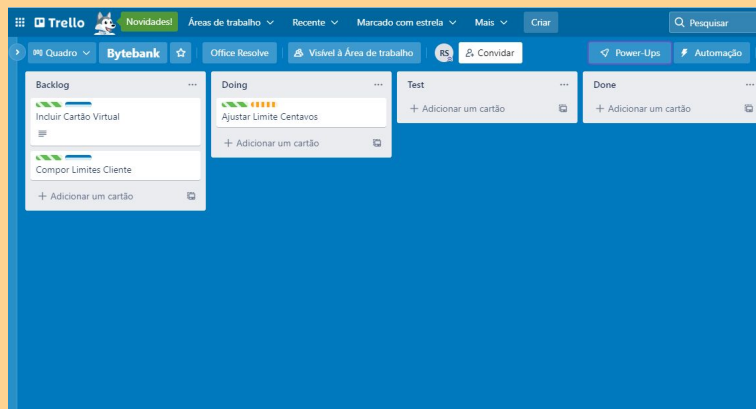 Trello
Novidades!
Áreas de trabalho
Recente
Marcado com estrela
Mais
Criar
Pesquisar
Quadro
Bytebank
Office Resolve
Visível à Área de trabalho
RS
Convidar
Power-Ups
Automação
Backlog
Incluir Cartão Virtual
Compor Limites Cliente
+ Adicionar um cartão
Doing
Ajustar Limite Centavos
+ Adicionar um cartão
Test
+ Adicionar um cartão
Done
+ Adicionar um cartão